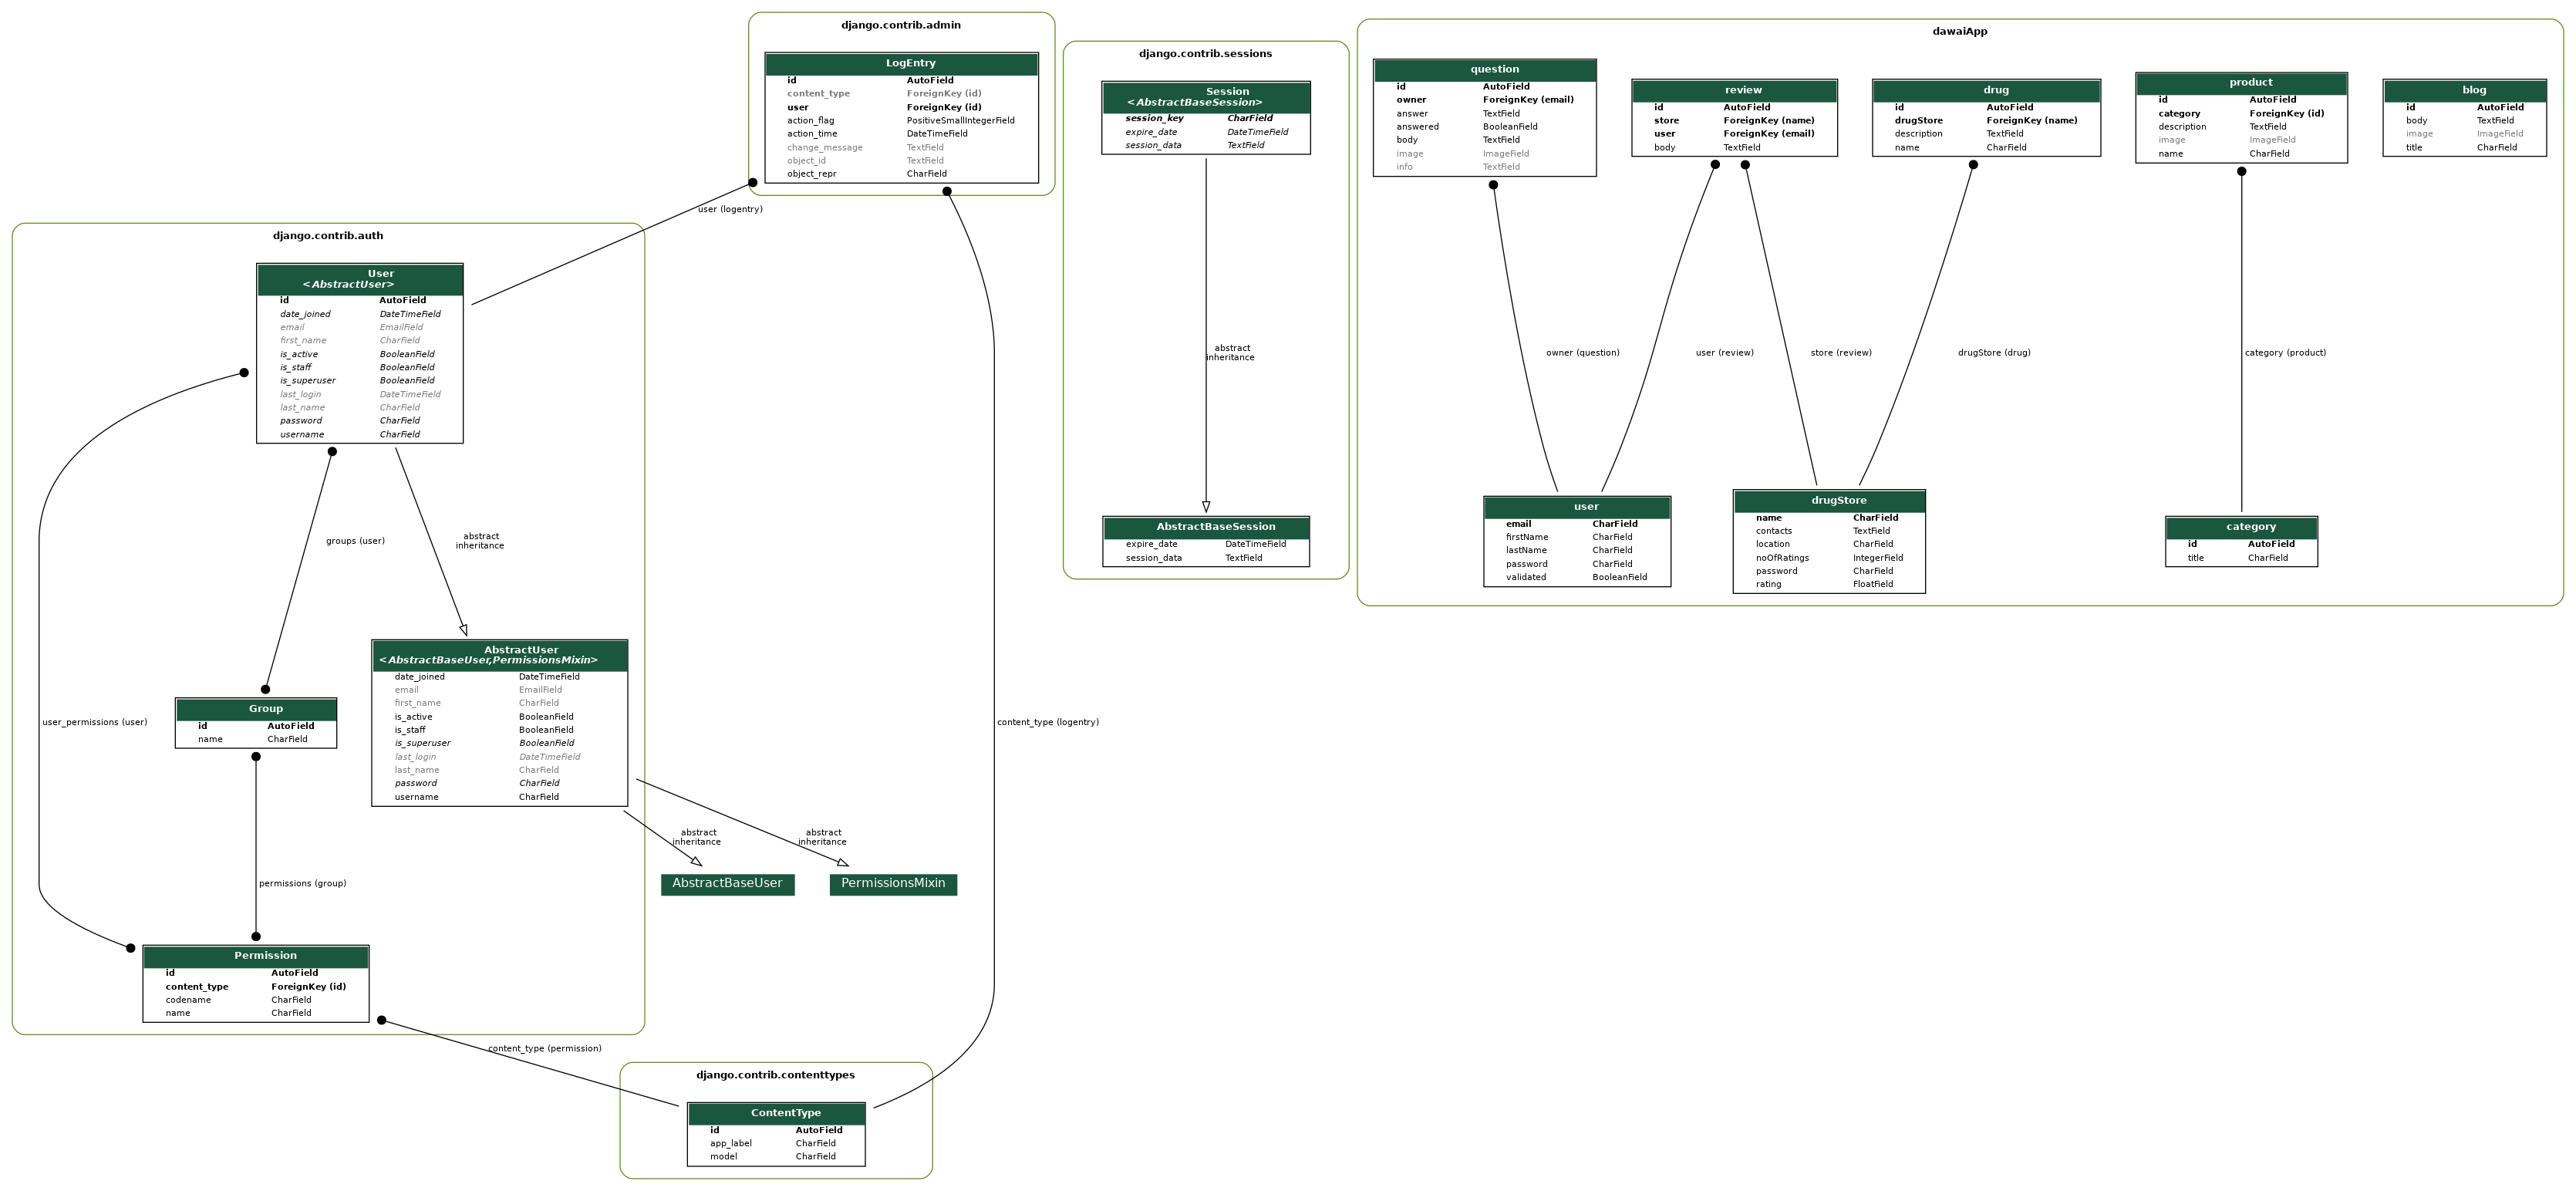 django.contrib.admin
LogEntry
id AutoField
content_type ForeignKey (id)
user ForeignKey (id)
action_flag PositiveSmallIntegerField
action_time DateTimeField
change_message TextField
object_id TextField
object_repr CharField
django.contrib.sessions
Session
<AbstractBaseSession>
session_key CharField
expire_date DateTimeField
session_data TextField
abstract
inheritance
AbstractBaseSession
expire_date DateTimeField
session_data TextField
dawaiApp
question
id AutoField
owner ForeignKey (email)
answer TextField
answered BooleanField
body TextField
image ImageField
info TextField
review
id AutoField
store ForeignKey (name)
user ForeignKey (email)
body TextField
drug
id AutoField
drugStore ForeignKey (name)
description TextField
name CharField
product
id AutoField
category ForeignKey (id)
description TextField
image ImageField
name CharField
blog
id AutoField
body TextField
image ImageField
title CharField
owner (question)
user (review)
store (review)
drugStore (drug)
category (product)
user
email CharField
firstName CharField
lastName CharField
password CharField
validated BooleanField
drugStore
name CharField
contacts TextField
location CharField
noOfRatings IntegerField
password CharField
rating FloatField
category
id AutoField
title CharField
user (logentry)
django.contrib.auth
User
<AbstractUser>
id AutoField
date_joined DateTimeField
email EmailField
first_name CharField
is_active BooleanField
is_staff BooleanField
is_superuser BooleanField
last_login DateTimeField
last_name CharField
password CharField
username CharField
groups (user)
abstract
inheritance
AbstractUser
<AbstractBaseUser,PermissionsMixin>
date_joined DateTimeField
email EmailField
first_name CharField
is_active BooleanField
is_staff BooleanField
is_superuser BooleanField
last_login DateTimeField
last_name CharField
password CharField
username CharField
Group
id AutoField
name CharField
user_permissions (user)
content_type (logentry)
abstract
inheritance
abstract
inheritance
AbstractBaseUser
PermissionsMixin
permissions (group)
Permission
id AutoField
content_type ForeignKey (id)
codename CharField
name CharField
content_type (permission)
django.contrib.contenttypes
ContentType
id AutoField
app_label CharField
model CharField